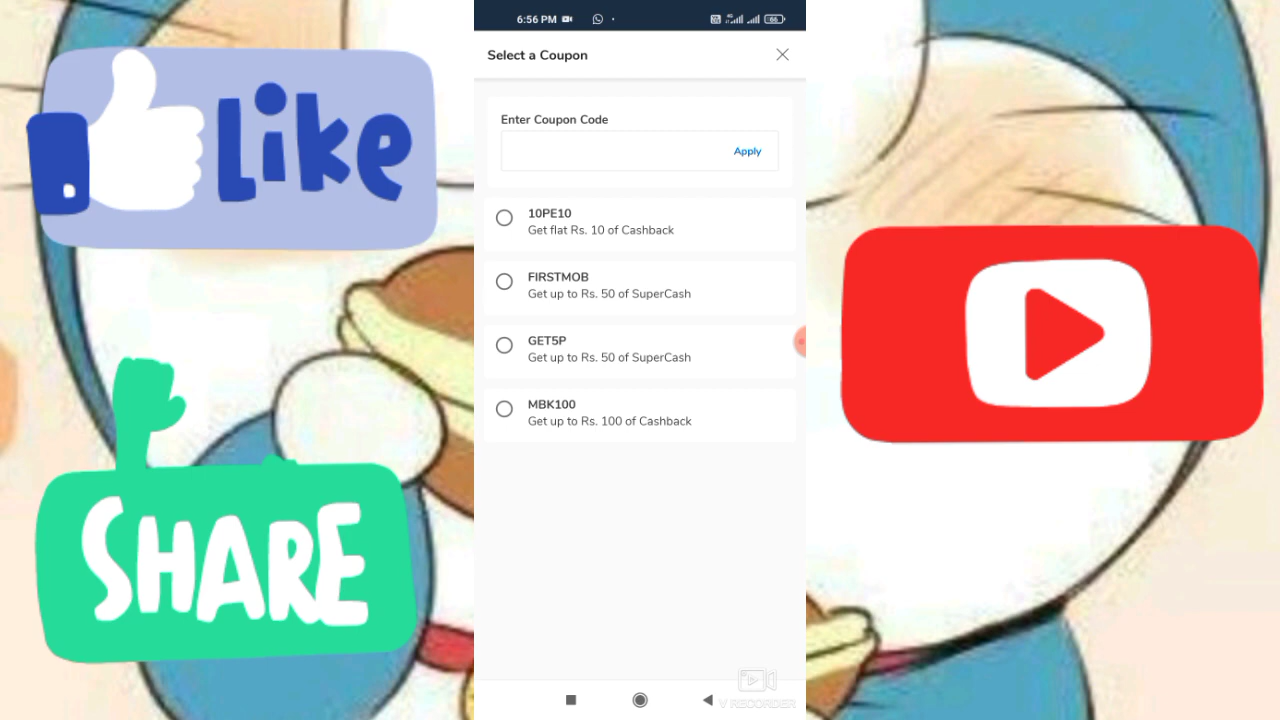 Like
SHARE
6:56 PM
66
Select a Coupon
Enter Coupon Code
Apply
10PE10
Get flat Rs. 10 of Cashback
FIRSTMOB
Get up to Rs. 50 of SuperCash
GET5P
Get up to Rs. 50 of SuperCash
MBK100
Get up to Rs. 100 of Cashback
V RECORDER